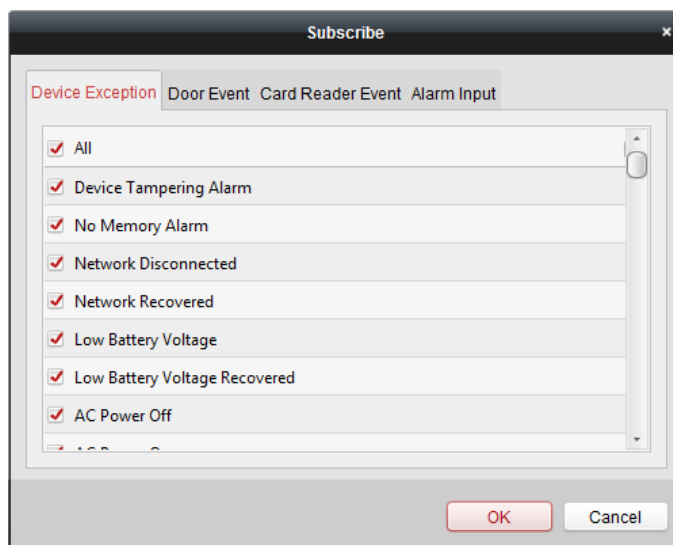 Subscribe
Device Exception Door Event Card Reader Event Alarm Input
All
Device Tampering Alarm
No Memory Alarm
Network Disconnected
Network Recovered
Low Battery Voltage
Low Battery Voltage Recovered
AC Power Off
OK Cancel